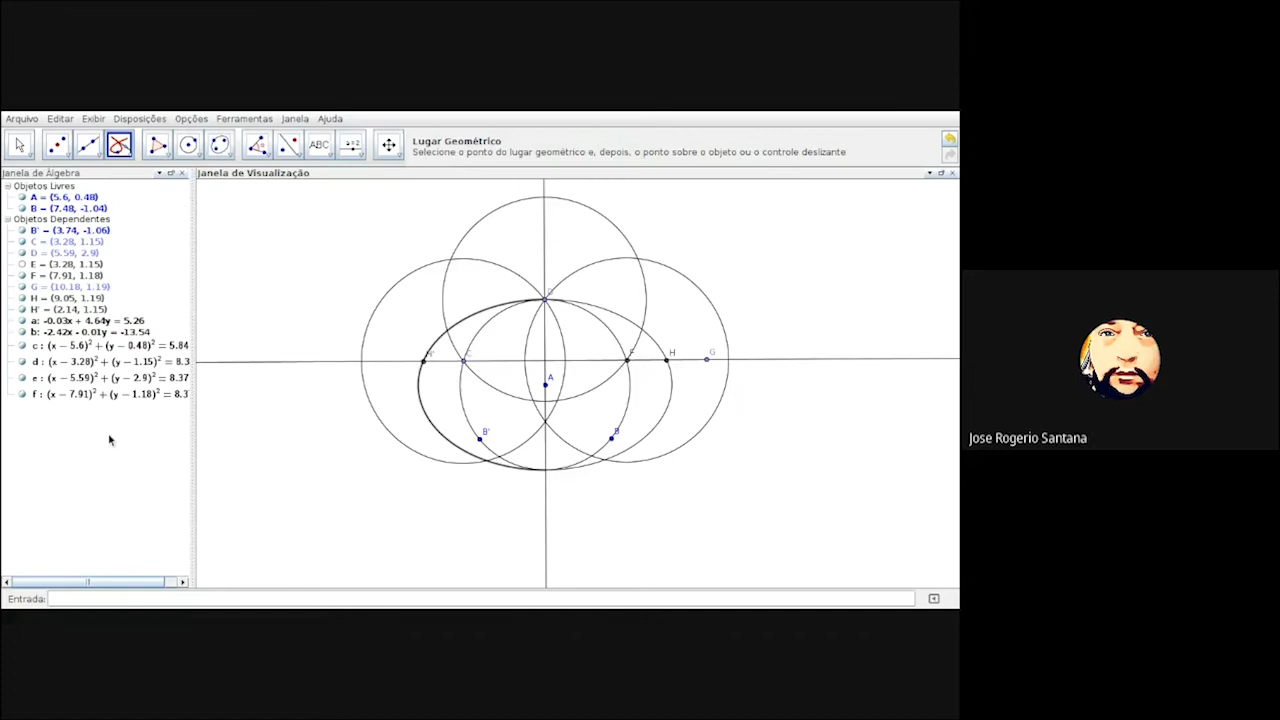 Arquivo Editar Exibir Disposições Opções Ferramentas Janela Ajuda
ABC
a=2
Lugar Geométrico
Selecione o ponto do lugar geométrico e, depois, o ponto sobre o objeto ou o controle deslizante
Janela de Álgebra
Janela de Visualização
Objetos Livres
A = (5.6, 0.48)
B = (7.48, -1.04)
Objetos Dependentes
B' = (3.74, -1.06)
C = (3.28, 1.15)
D = (5.59, 2.9)
E = (3.28, 1.15)
F = (7.91, 1.18)
G = (10.18, 1.19)
H = (9.05, 1.19)
H' = (2.14, 1.15)
a: -0.03x + 4.64y = 5.26
b: -2.42x - 0.01y = -13.54
c : (x − 5.6)² + (y − 0.48)² = 5.84
d : (x − 3.28)² + (y − 1.15)² = 8.3
e : (x − 5.59)² + (y − 2.9)² = 8.37
f : (x − 7.91)² + (y − 1.18)² = 8.3
D
C
F
H
G
A
B'
B
Entrada:
Jose Rogerio Santana